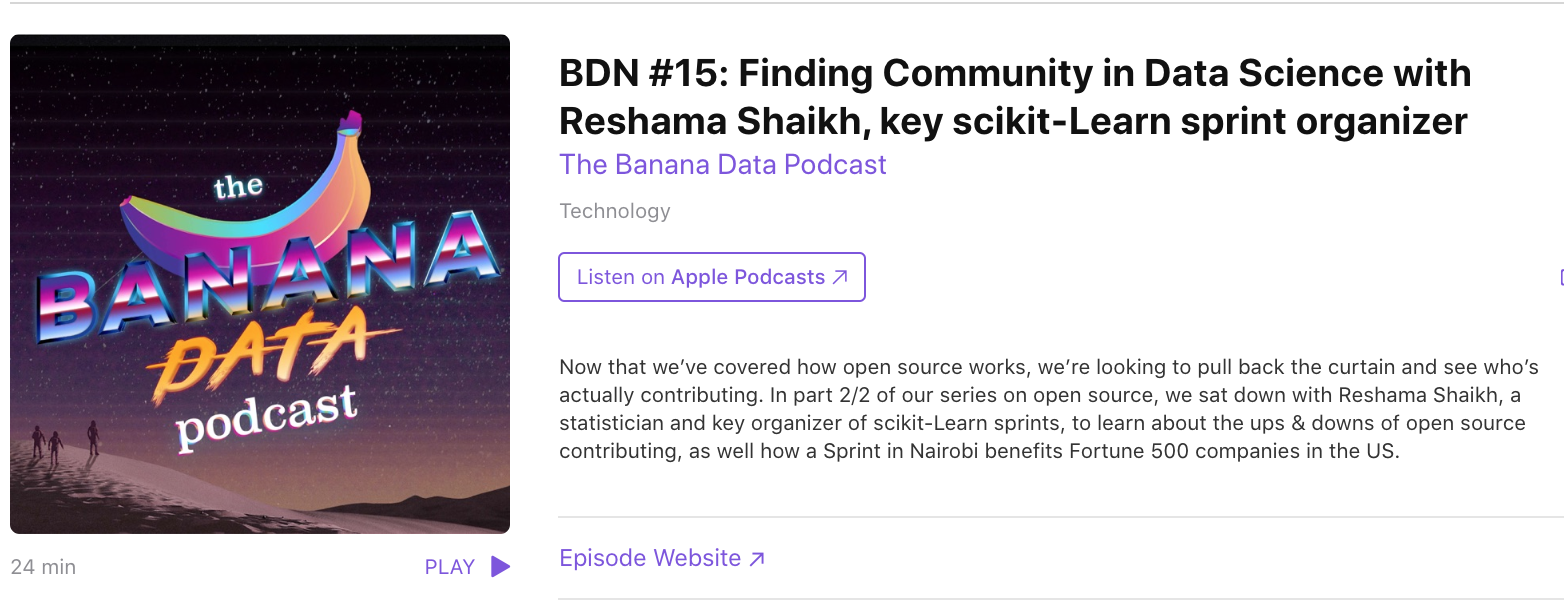 the
BANANA
DATA
podcast
24 min
PLAY
BDN #15: Finding Community in Data Science with
Reshama Shaikh, key scikit-Learn sprint organizer
The Banana Data Podcast
Technology
Listen on Apple Podcasts ↗
Now that we’ve covered how open source works, we’re looking to pull back the curtain and see who’s
actually contributing. In part 2/2 of our series on open source, we sat down with Reshama Shaikh, a
statistician and key organizer of scikit-Learn sprints, to learn about the ups & downs of open source
contributing, as well how a Sprint in Nairobi benefits Fortune 500 companies in the US.
Episode Website ↗